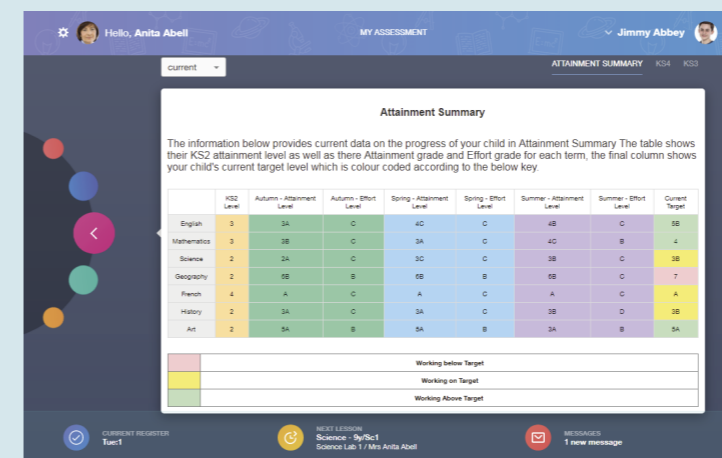 Hello, Anita Abell
MY ASSESSMENT
Jimmy Abbey
current
ATTAINMENT SUMMARY KS4 KS3
Attainment Summary
The information below provides current data on the progress of your child in Attainment Summary The table shows
their KS2 attainment level as well as there Attainment grade and Effort grade for each term, the final column shows
your child's current target level which is colour coded according to the below key.
KS2 Level Autumn - Attainment Level Autumn - Effort Level Spring - Attainment Level Spring - Effort Level Summer - Attainment Level Summer - Effort Level Current Target
English 3 3A C 4C C 4B C 5B
Mathematics 3 3B C 3A C 4C B 4
Science 2 2A C 3C C 3B C 3B
Geography 2 6B B 6B B 6B C 7
French 4 A C A C A C A
History 2 3A C 3A C 3B D 3B
Art 2 5A B 5A B 3A B 5A
Working below Target
Working on Target
Working Above Target
CURRENT REGISTER
Tue:1
NEXT LESSON
Science - 9y/Sc1
Science Lab 1 / Mrs Anita Abell
MESSAGES
1 new message